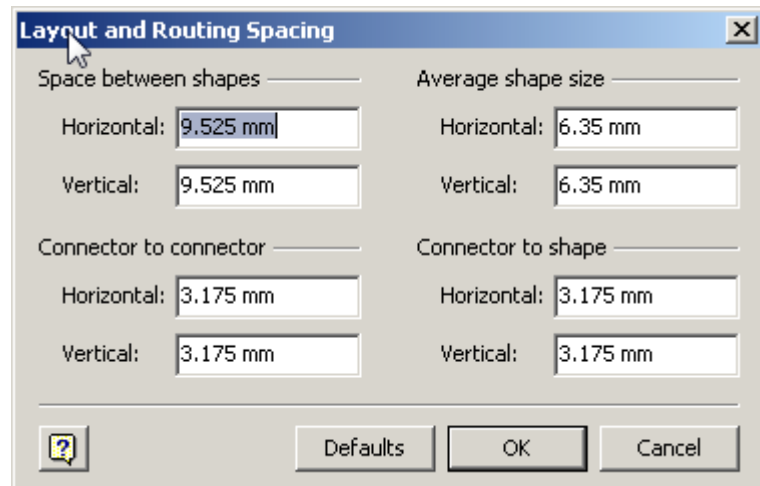 Layout and Routing Spacing
Space between shapes
Horizontal: 9.525 mm
Vertical: 9.525 mm
Average shape size
Horizontal: 6.35 mm
Vertical: 6.35 mm
Connector to connector
Horizontal: 3.175 mm
Vertical: 3.175 mm
Connector to shape
Horizontal: 3.175 mm
Vertical: 3.175 mm
?
Defaults
OK
Cancel